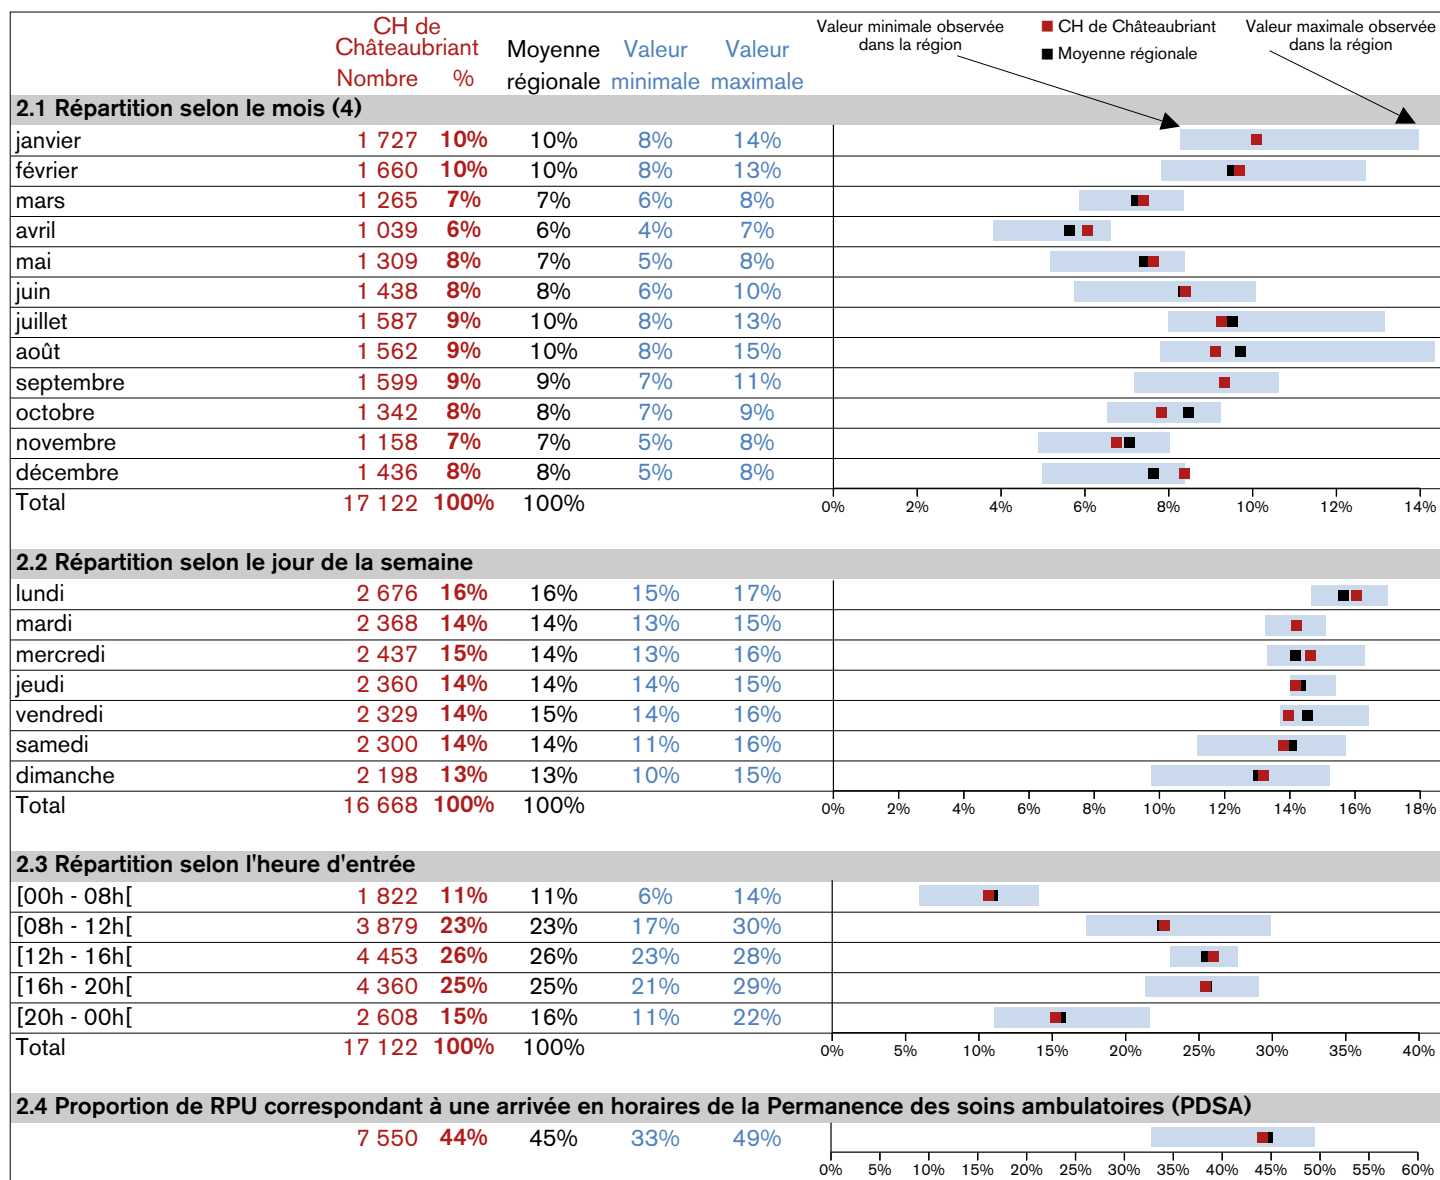 CH de Châteaubriant Moyenne régionale Valeur minimale Valeur maximale
Nombre %
Valeur minimale observée dans la région
CH de Châteaubriant
Moyenne régionale
Valeur maximale observée dans la région
2.1 Répartition selon le mois (4)
janvier 1 727 10% 10% 8% 14%
février 1 660 10% 10% 8% 13%
mars 1 265 7% 7% 6% 8%
avril 1 039 6% 6% 4% 7%
mai 1 309 8% 7% 5% 8%
juin 1 438 8% 8% 6% 10%
juillet 1 587 9% 10% 8% 13%
août 1 562 9% 10% 8% 15%
septembre 1 599 9% 9% 7% 11%
octobre 1 342 8% 8% 7% 9%
novembre 1 158 7% 7% 5% 8%
décembre 1 436 8% 8% 5% 8%
Total 17 122 100% 100%
0% 2% 4% 6% 8% 10% 12% 14%
2.2 Répartition selon le jour de la semaine
lundi 2 676 16% 16% 15% 17%
mardi 2 368 14% 14% 13% 15%
mercredi 2 437 15% 14% 13% 16%
jeudi 2 360 14% 14% 14% 15%
vendredi 2 329 14% 15% 14% 16%
samedi 2 300 14% 14% 11% 16%
dimanche 2 198 13% 13% 10% 15%
Total 16 668 100% 100%
0% 2% 4% 6% 8% 10% 12% 14% 16% 18%
2.3 Répartition selon l'heure d'entrée
[00h - 08h[ 1 822 11% 11% 6% 14%
[08h - 12h[ 3 879 23% 23% 17% 30%
[12h - 16h[ 4 453 26% 26% 23% 28%
[16h - 20h[ 4 360 25% 25% 21% 29%
[20h - 00h[ 2 608 15% 16% 11% 22%
Total 17 122 100% 100%
0% 5% 10% 15% 20% 25% 30% 35% 40%
2.4 Proportion de RPU correspondant à une arrivée en horaires de la Permanence des soins ambulatoires (PDSA)
7 550 44% 45% 33% 49%
0% 5% 10% 15% 20% 25% 30% 35% 40% 45% 50% 55% 60%